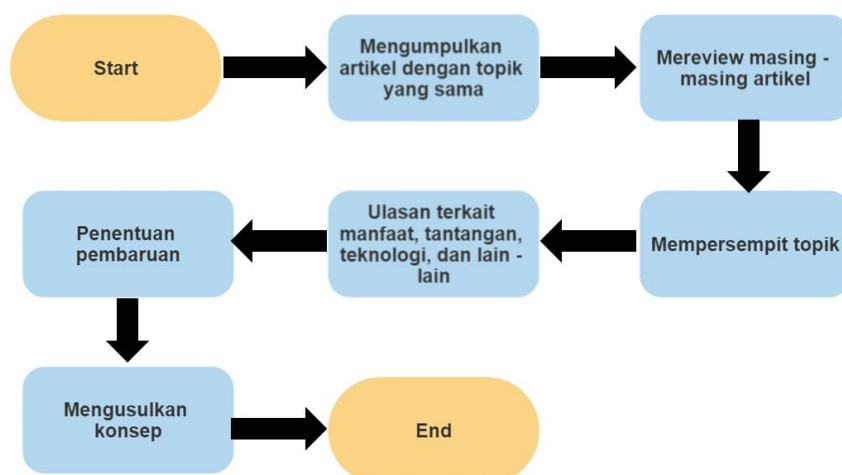 Start
Mengumpulkan
artikel dengan topik
yang sama
Mereview masing -
masing artikel
Mempersempit topik
Ulasan terkait
manfaat, tantangan,
teknologi, dan lain -
lain
Penentuan
pembaruan
Mengusulkan
konsep
End